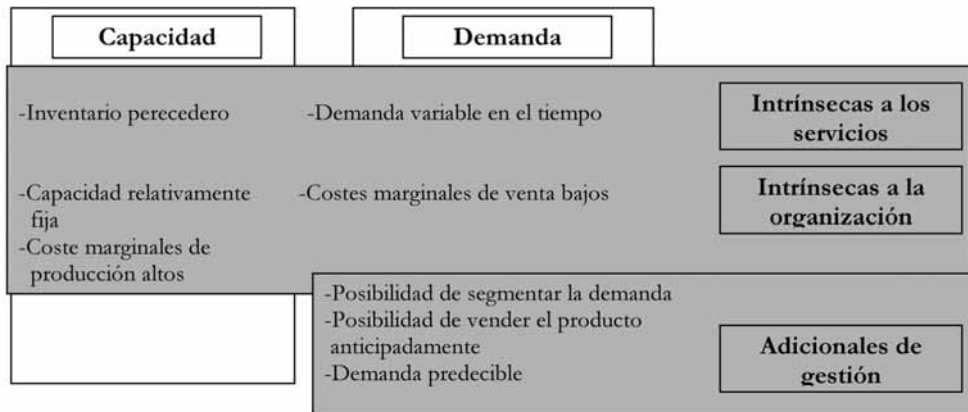 Capacidad
Demanda
-Inventario perecedero
-Demanda variable en el tiempo
Intrínsecas a los
servicios
-Capacidad relativamente
fija
-Coste marginales de
producción altos
-Costes marginales de venta bajos
Intrínsecas a la
organización
-Posibilidad de segmentar la demanda
-Posibilidad de vender el producto
anticipadamente
-Demanda predecible
Adicionales de
gestión